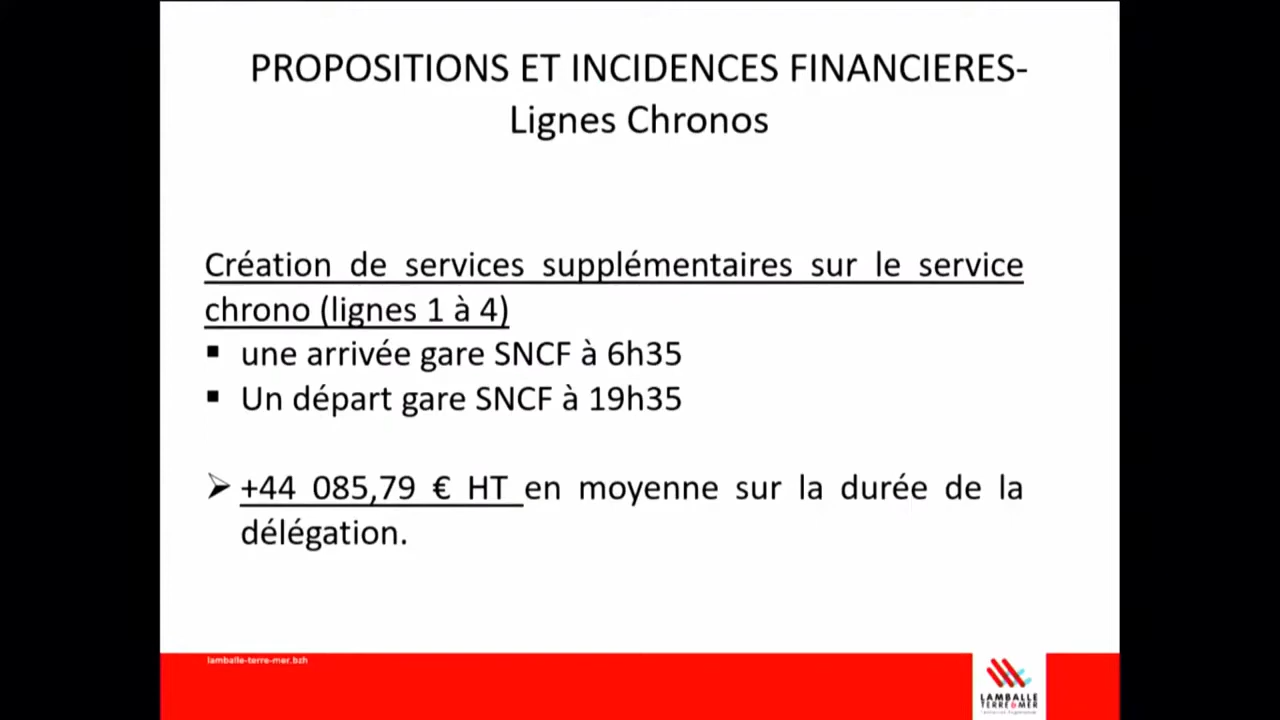 PROPOSITIONS ET INCIDENCES FINANCIERES-
Lignes Chronos
Création de services supplémentaires sur le service
chrono (lignes 1 à 4)
▪ une arrivée gare SNCF à 6h35
▪ Un départ gare SNCF à 19h35
➢ +44 085,79 € HT en moyenne sur la durée de la
délégation.
lamballe-terre-mer.bzh
LAMBALLE
TERRE & MER